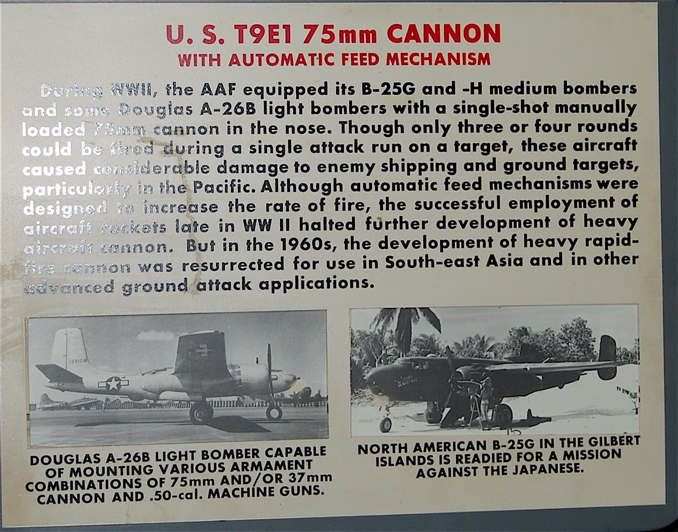 U. S. T9E1 75mm CANNON
WITH AUTOMATIC FEED MECHANISM
During WWII, the AAF equipped its B-25G and -H medium bombers
and some Douglas A-26B light bombers with a single-shot manually
loaded 75mm cannon in the nose. Though only three or four rounds
could be fired during a single attack run on a target, these aircraft
caused considerable damage to enemy shipping and ground targets,
particularly in the Pacific. Although automatic feed mechanisms were
designed to increase the rate of fire, the successful employment of
aircraft rockets late in WW II halted further development of heavy
aircraft cannon. But in the 1960s, the development of heavy rapid-
fire cannon was resurrected for use in South-east Asia and in other
advanced ground attack applications.
DOUGLAS A-26B LIGHT BOMBER CAPABLE
OF MOUNTING VARIOUS ARMAMENT
COMBINATIONS OF 75mm AND/OR 37mm
CANNON AND .50-cal. MACHINE GUNS.
NORTH AMERICAN B-25G IN THE GILBERT
ISLANDS IS READIED FOR A MISSION
AGAINST THE JAPANESE.